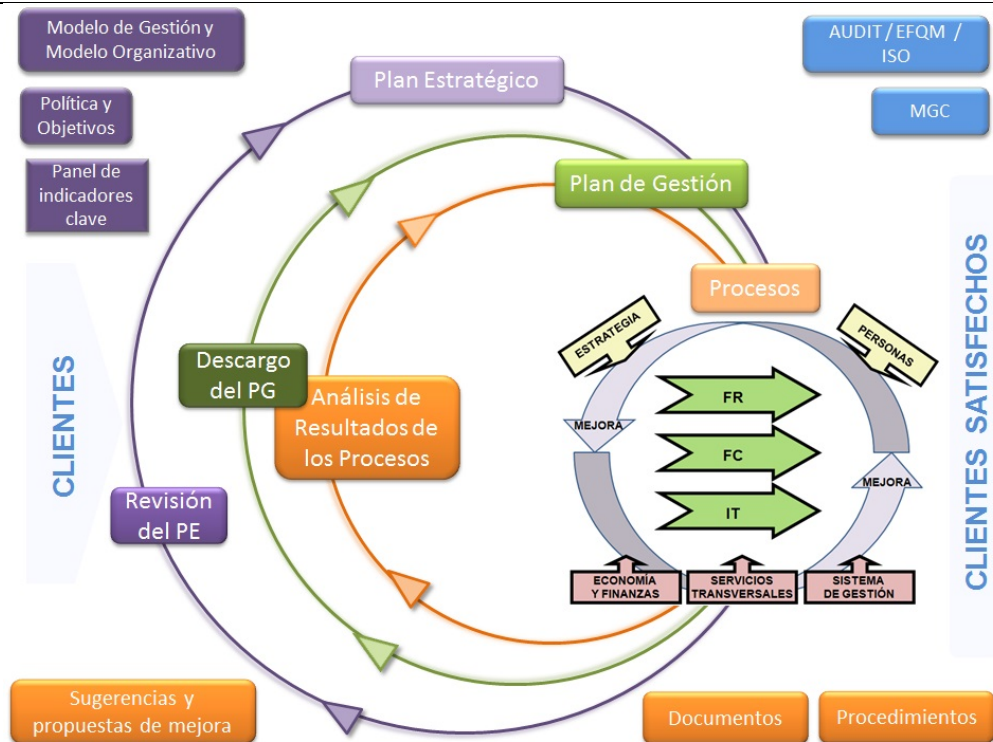 Modelo de Gestión y
Modelo Organizativo
AUDIT / EFQM /
ISO
Plan Estratégico
Política y
Objetivos
MGC
Panel de
indicadores
clave
Plan de Gestión
Procesos
ESTRATEGIA
PERSONAS
Descargo
del PG
Análisis de
Resultados de
los Procesos
FR
MEJORA
FC
MEJORA
IT
CLIENTES
CLIENTES SATISFECHOS
Revisión
del PE
ECONOMÍA
Y FINANZAS
SERVICIOS
TRANSVERSALES
SISTEMA
DE GESTIÓN
Sugerencias y
propuestas de mejora
Documentos
Procedimientos